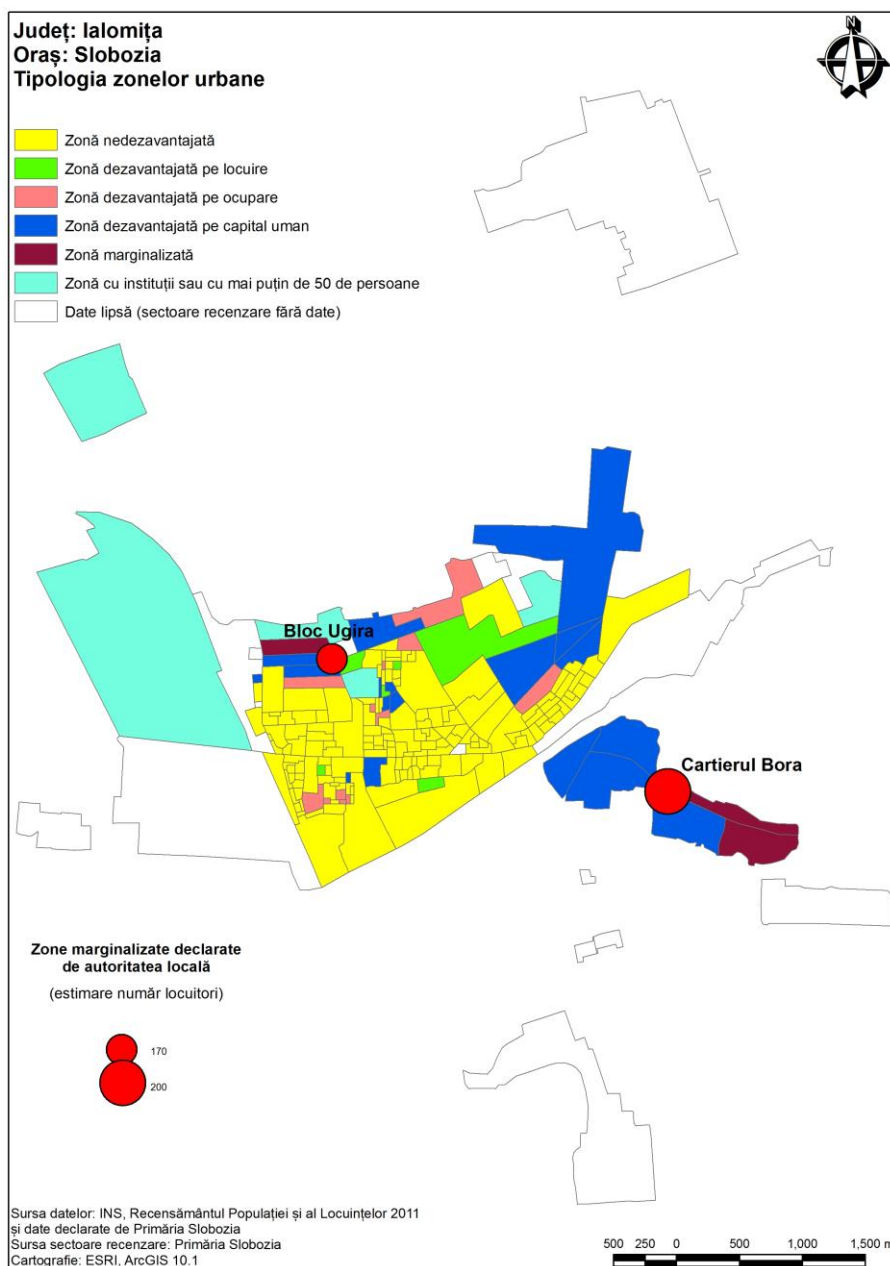 Județ: Ialomița
Oraș: Slobozia
Tipologia zonelor urbane
N
Zonă nedezavantajată
Zonă dezavantajată pe locuire
Zonă dezavantajată pe ocupare
Zonă dezavantajată pe capital uman
Zonă marginalizată
Zonă cu instituții sau cu mai puțin de 50 de persoane
Date lipsă (sectoare recenzare fără date)
Bloc Ugira
Cartierul Bora
Zone marginalizate declarate
de autoritatea locală
(estimare număr locuitori)
170
200
Sursa datelor: INS, Recensământul Populației și al Locuințelor 2011
și date declarate de Primăria Slobozia
Sursa sectoare recenzare: Primăria Slobozia
Cartografie: ESRI, ArcGIS 10.1
500 250 0 500 1,000 1,500 m